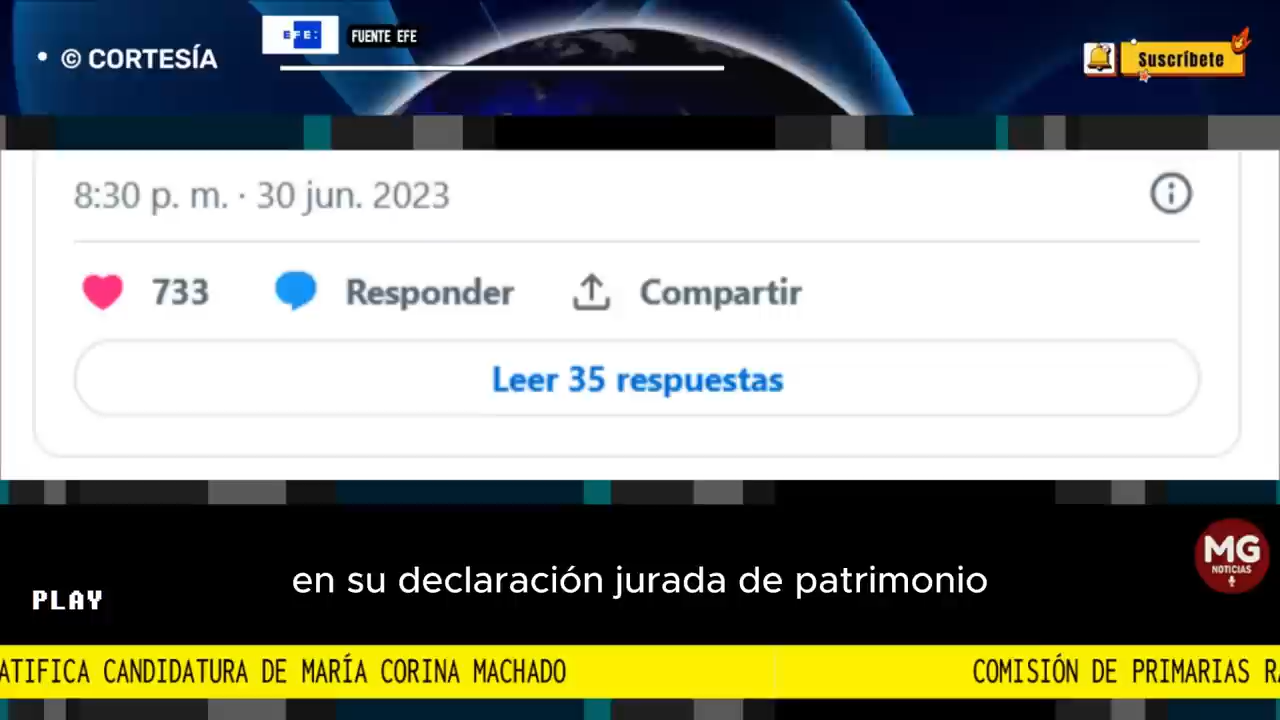 EFE:
FUENTE EFE
• © CORTESÍA
Suscríbete
8:30 p. m. · 30 jun. 2023
733 Responder Compartir
Leer 35 respuestas
MG
NOTICIAS
en su declaración jurada de patrimonio
PLAY
ATIFICA CANDIDATURA DE MARÍA CORINA MACHADO COMISIÓN DE PRIMARIAS RA